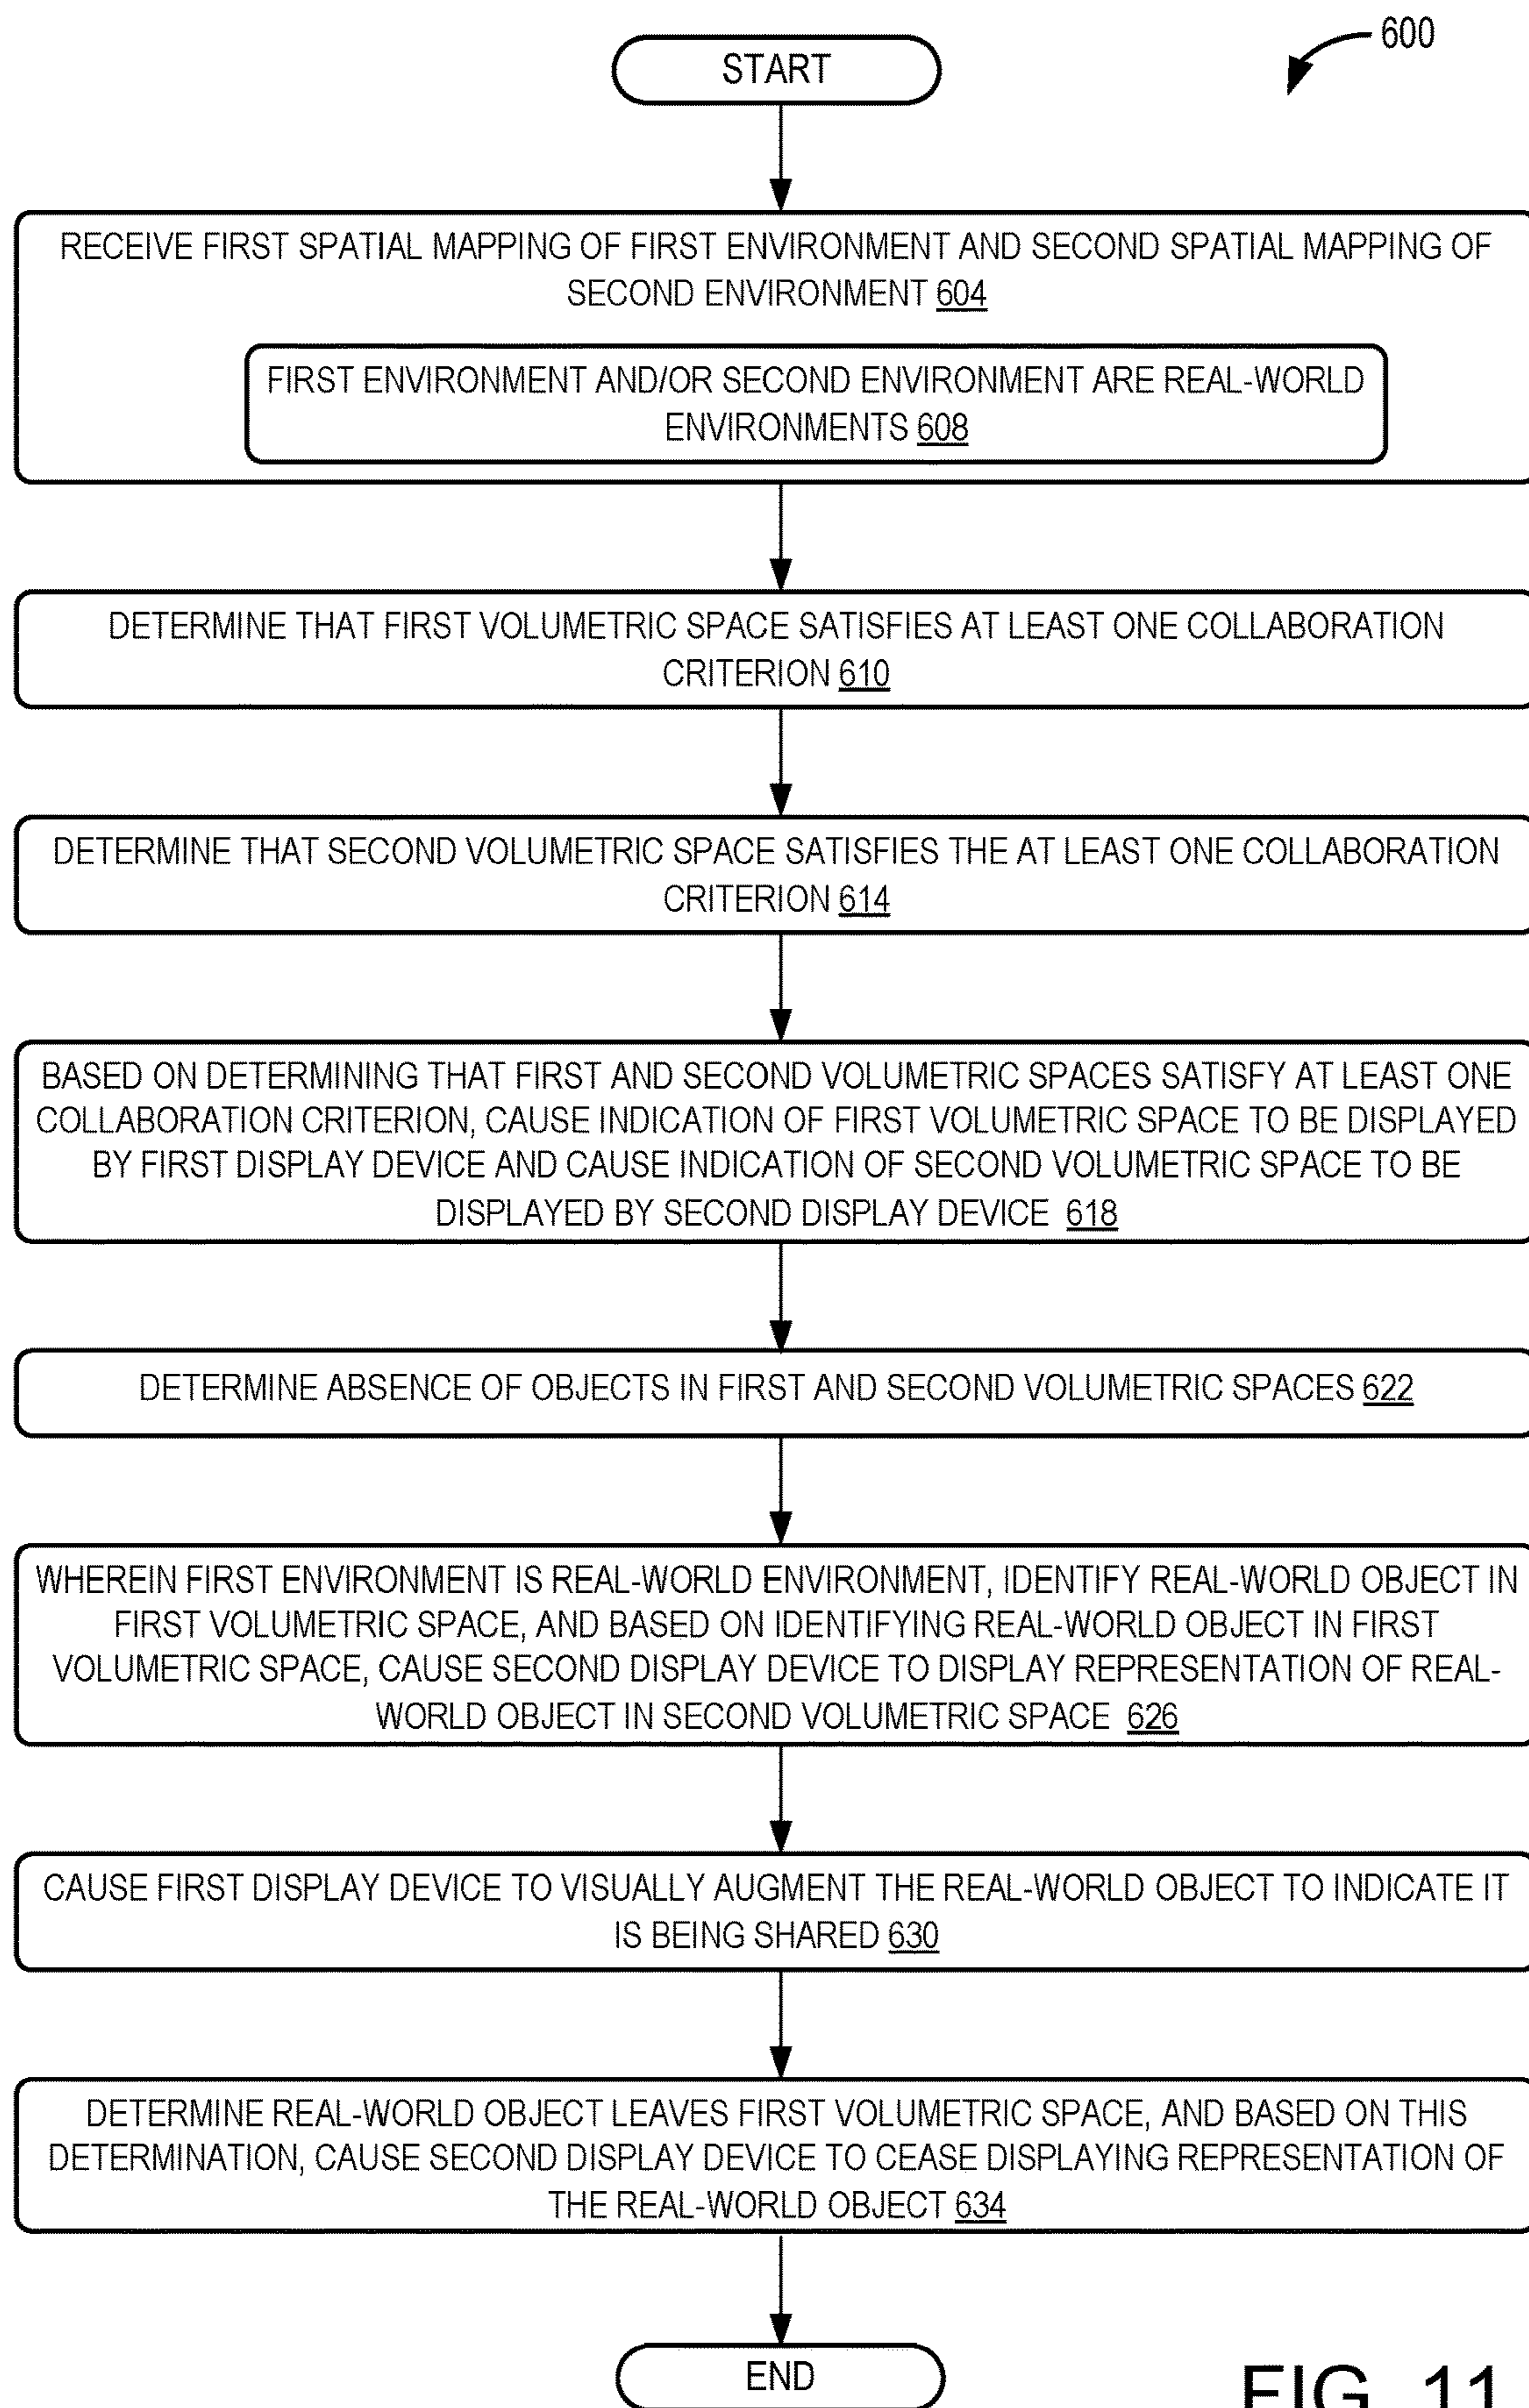 600
START
RECEIVE FIRST SPATIAL MAPPING OF FIRST ENVIRONMENT AND SECOND SPATIAL MAPPING OF
SECOND ENVIRONMENT 604
FIRST ENVIRONMENT AND/OR SECOND ENVIRONMENT ARE REAL-WORLD
ENVIRONMENTS 608
DETERMINE THAT FIRST VOLUMETRIC SPACE SATISFIES AT LEAST ONE COLLABORATION
CRITERION 610
DETERMINE THAT SECOND VOLUMETRIC SPACE SATISFIES THE AT LEAST ONE COLLABORATION
CRITERION 614
BASED ON DETERMINING THAT FIRST AND SECOND VOLUMETRIC SPACES SATISFY AT LEAST ONE
COLLABORATION CRITERION, CAUSE INDICATION OF FIRST VOLUMETRIC SPACE TO BE DISPLAYED
BY FIRST DISPLAY DEVICE AND CAUSE INDICATION OF SECOND VOLUMETRIC SPACE TO BE
DISPLAYED BY SECOND DISPLAY DEVICE 618
DETERMINE ABSENCE OF OBJECTS IN FIRST AND SECOND VOLUMETRIC SPACES 622
WHEREIN FIRST ENVIRONMENT IS REAL-WORLD ENVIRONMENT, IDENTIFY REAL-WORLD OBJECT IN
FIRST VOLUMETRIC SPACE, AND BASED ON IDENTIFYING REAL-WORLD OBJECT IN FIRST
VOLUMETRIC SPACE, CAUSE SECOND DISPLAY DEVICE TO DISPLAY REPRESENTATION OF REAL-
WORLD OBJECT IN SECOND VOLUMETRIC SPACE 626
CAUSE FIRST DISPLAY DEVICE TO VISUALLY AUGMENT THE REAL-WORLD OBJECT TO INDICATE IT
IS BEING SHARED 630
DETERMINE REAL-WORLD OBJECT LEAVES FIRST VOLUMETRIC SPACE, AND BASED ON THIS
DETERMINATION, CAUSE SECOND DISPLAY DEVICE TO CEASE DISPLAYING REPRESENTATION OF
THE REAL-WORLD OBJECT 634
END
FIG. 11